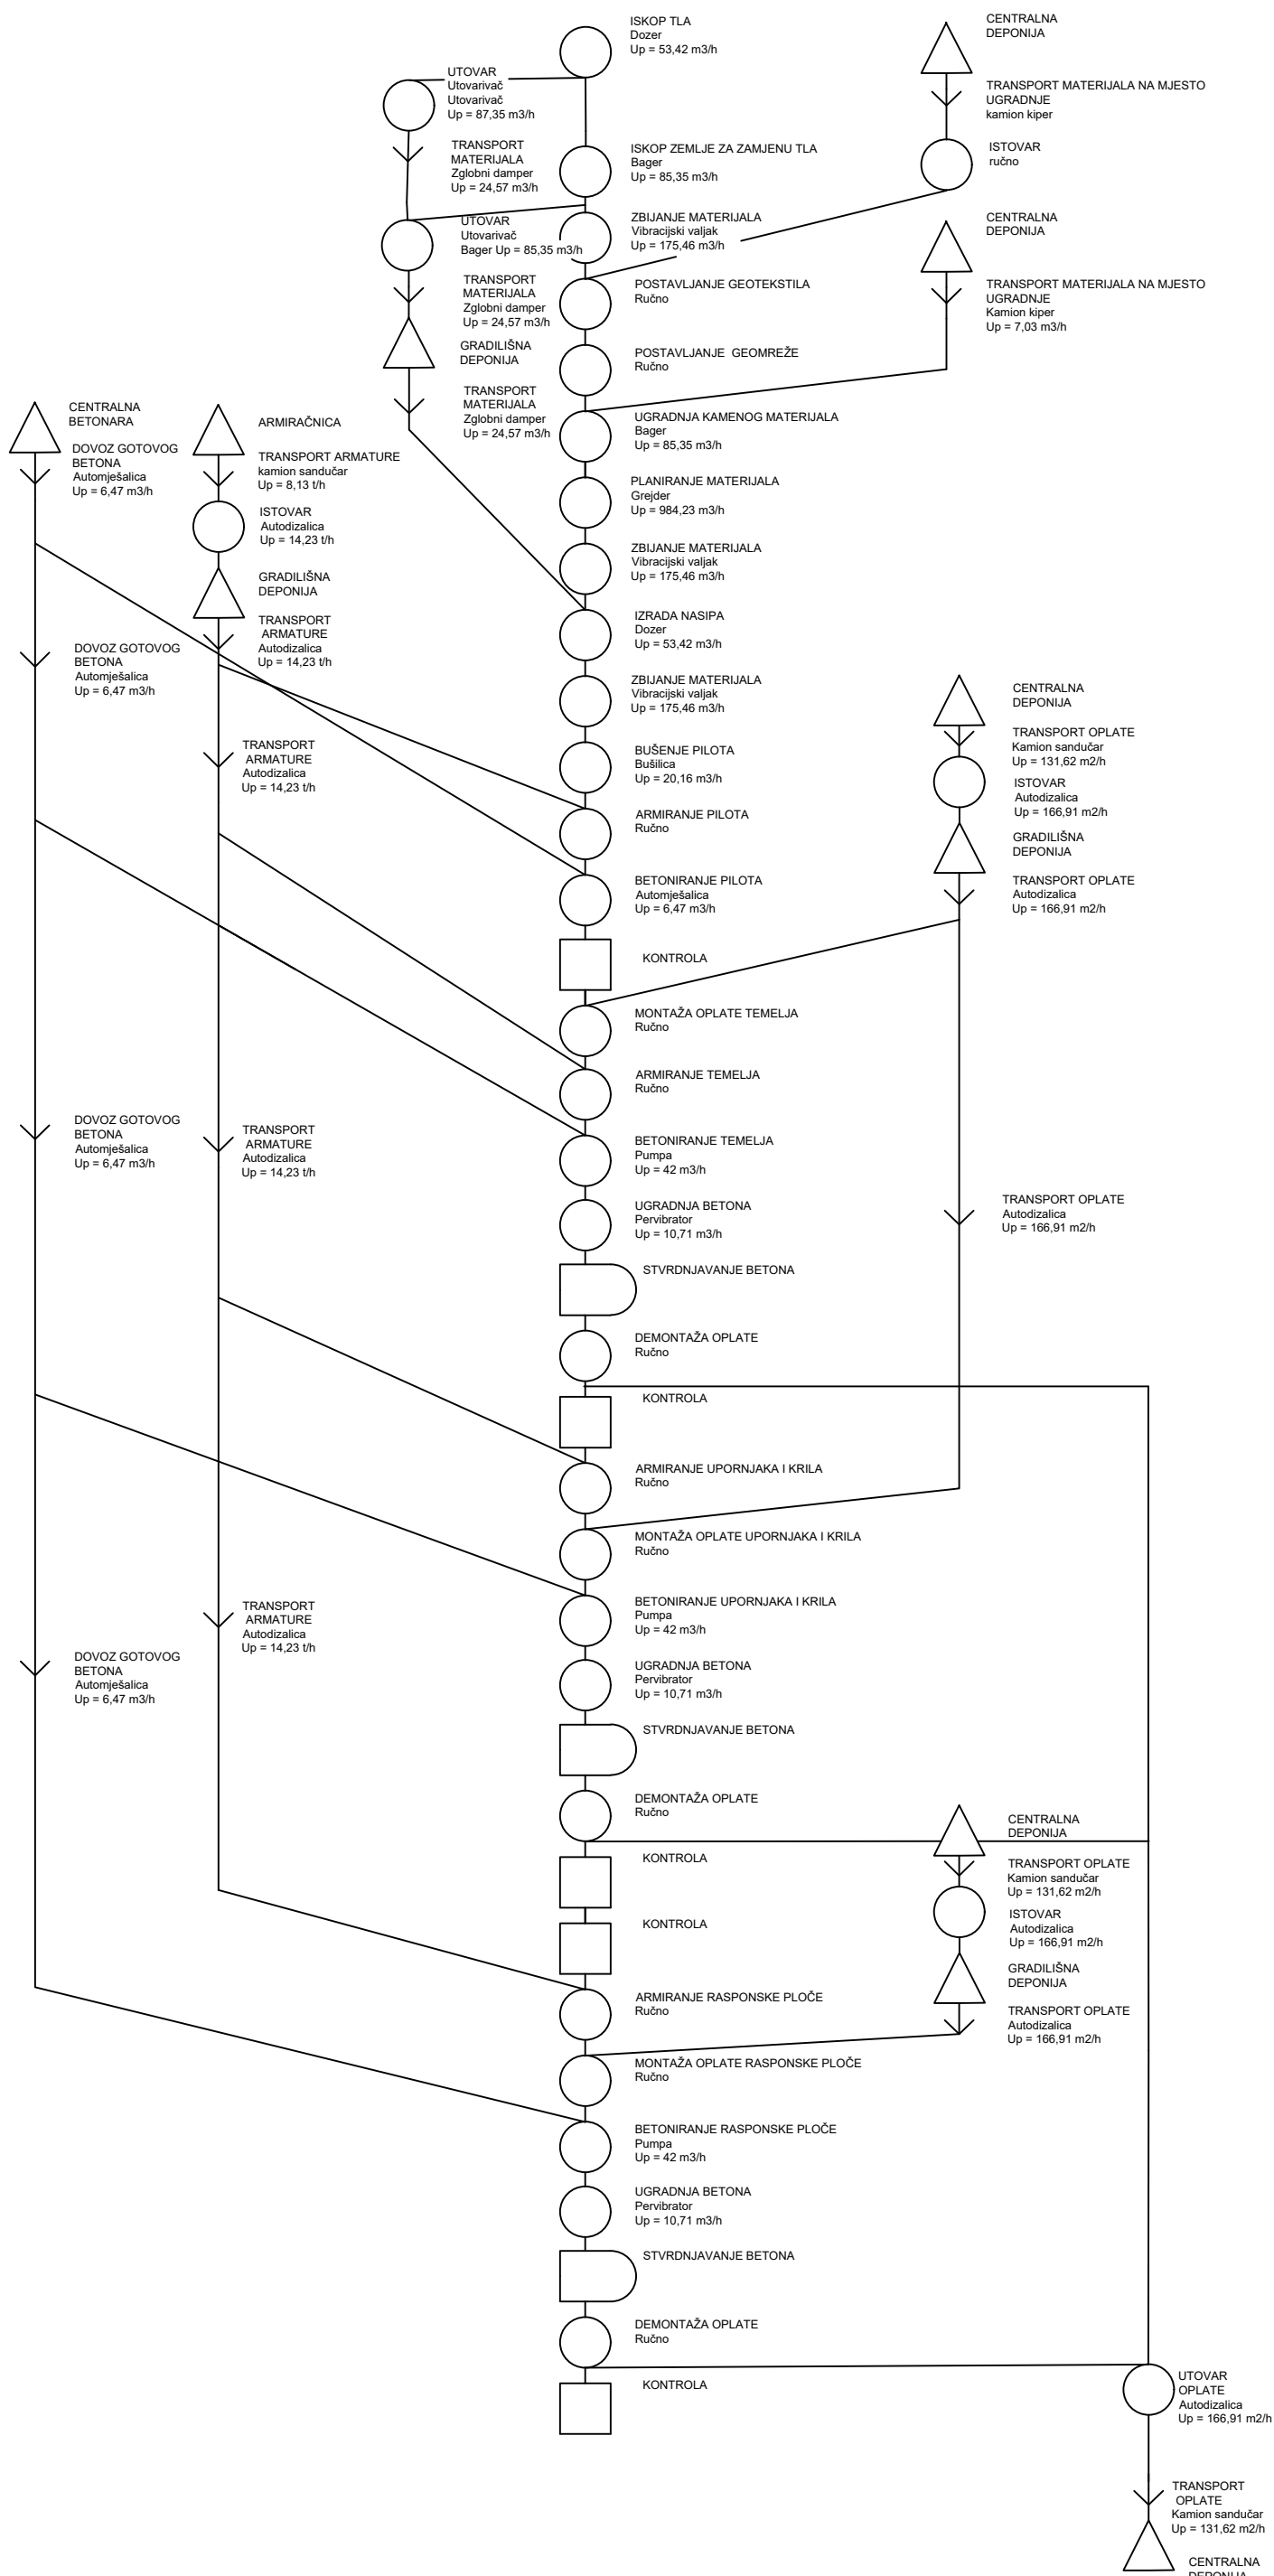 ISKOP TLA
Dozer
Up = 53,42 m3/h
CENTRALNA
DEPONIJA
UTOVAR
Utovarivač
Utovarivač
Up = 87,35 m3/h
TRANSPORT MATERIJALA NA MJESTO
UGRADNJE
kamion kiper
TRANSPORT
MATERIJALA
Zglobni damper
Up = 24,57 m3/h
ISKOP ZEMLJE ZA ZAMJENU TLA
Bager
Up = 85,35 m3/h
ISTOVAR
ručno
UTOVAR
Utovarivač
Bager Up = 85,35 m3/h
ZBIJANJE MATERIJALA
Vibracijski valjak
Up = 175,46 m3/h
CENTRALNA
DEPONIJA
TRANSPORT
MATERIJALA
Zglobni damper
Up = 24,57 m3/h
POSTAVLJANJE GEOTEKSTILA
Ručno
TRANSPORT MATERIJALA NA MJESTO
UGRADNJE
Kamion kiper
Up = 7,03 m3/h
GRADILIŠNA
DEPONIJA
POSTAVLJANJE  GEOMREŽE
Ručno
TRANSPORT
MATERIJALA
Zglobni damper
Up = 24,57 m3/h
UGRADNJA KAMENOG MATERIJALA
Bager
Up = 85,35 m3/h
CENTRALNA
BETONARA
ARMIRAČNICA
DOVOZ GOTOVOG
BETONA
Automješalica
Up = 6,47 m3/h
TRANSPORT ARMATURE
kamion sandučar
Up = 8,13 t/h
PLANIRANJE MATERIJALA
Grejder
Up = 984,23 m3/h
ISTOVAR
Autodizalica
Up = 14,23 t/h
ZBIJANJE MATERIJALA
Vibracijski valjak
Up = 175,46 m3/h
GRADILIŠNA
DEPONIJA
TRANSPORT
ARMATURE
Autodizalica
Up = 14,23 t/h
IZRADA NASIPA
Dozer
Up = 53,42 m3/h
DOVOZ GOTOVOG
BETONA
Automješalica
Up = 6,47 m3/h
ZBIJANJE MATERIJALA
Vibracijski valjak
Up = 175,46 m3/h
CENTRALNA
DEPONIJA
TRANSPORT
ARMATURE
Autodizalica
Up = 14,23 t/h
BUŠENJE PILOTA
Bušilica
Up = 20,16 m3/h
TRANSPORT OPLATE
Kamion sandučar
Up = 131,62 m2/h
ISTOVAR
Autodizalica
Up = 166,91 m2/h
ARMIRANJE PILOTA
Ručno
GRADILIŠNA
DEPONIJA
BETONIRANJE PILOTA
Automješalica
Up = 6,47 m3/h
TRANSPORT OPLATE
Autodizalica
Up = 166,91 m2/h
KONTROLA
MONTAŽA OPLATE TEMELJA
Ručno
ARMIRANJE TEMELJA
Ručno
DOVOZ GOTOVOG
BETONA
Automješalica
Up = 6,47 m3/h
TRANSPORT
ARMATURE
Autodizalica
Up = 14,23 t/h
BETONIRANJE TEMELJA
Pumpa
Up = 42 m3/h
UGRADNJA BETONA
Pervibrator
Up = 10,71 m3/h
TRANSPORT OPLATE
Autodizalica
Up = 166,91 m2/h
STVRDNJAVANJE BETONA
DEMONTAŽA OPLATE
Ručno
KONTROLA
ARMIRANJE UPORNJAKA I KRILA
Ručno
MONTAŽA OPLATE UPORNJAKA I KRILA
Ručno
TRANSPORT
ARMATURE
Autodizalica
Up = 14,23 t/h
BETONIRANJE UPORNJAKA I KRILA
Pumpa
Up = 42 m3/h
DOVOZ GOTOVOG
BETONA
Automješalica
Up = 6,47 m3/h
UGRADNJA BETONA
Pervibrator
Up = 10,71 m3/h
STVRDNJAVANJE BETONA
DEMONTAŽA OPLATE
Ručno
CENTRALNA
DEPONIJA
KONTROLA
TRANSPORT OPLATE
Kamion sandučar
Up = 131,62 m2/h
KONTROLA
ISTOVAR
Autodizalica
Up = 166,91 m2/h
GRADILIŠNA
DEPONIJA
ARMIRANJE RASPONSKE PLOČE
Ručno
TRANSPORT OPLATE
Autodizalica
Up = 166,91 m2/h
MONTAŽA OPLATE RASPONSKE PLOČE
Ručno
BETONIRANJE RASPONSKE PLOČE
Pumpa
Up = 42 m3/h
UGRADNJA BETONA
Pervibrator
Up = 10,71 m3/h
STVRDNJAVANJE BETONA
DEMONTAŽA OPLATE
Ručno
KONTROLA
UTOVAR
OPLATE
Autodizalica
Up = 166,91 m2/h
TRANSPORT
OPLATE
Kamion sandučar
Up = 131,62 m2/h
CENTRALNA
DEPONIJA